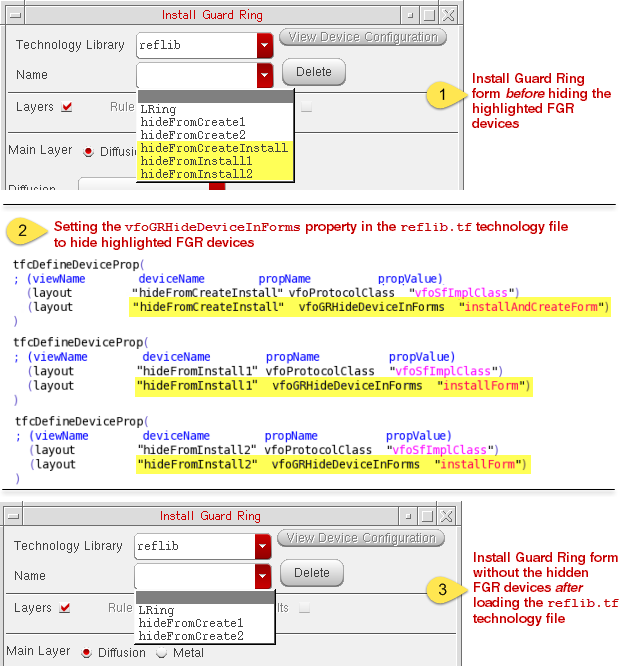 Install Guard Ring
Technology Library reflib View Device Configuration
Name Delete
Layers Rule
LRing
hideFromCreate1
hideFromCreate2
hideFromCreateInstall
hideFromInstall1
hideFromInstall2
Main Layer
Diffusion
1
Install Guard Ring
form before hiding the
highlighted FGR
devices
2
Setting the vfoGRHideDeviceInForms property in the reflib.tf technology file
to hide highlighted FGR devices
tfcDefineDeviceProp(
; (viewName deviceName propName propValue)
(layout "hideFromCreateInstall" vfoProtocolClass "vfoSfImplClass")
(layout "hideFromCreateInstall" vfoGRHideDeviceInForms "installAndCreateForm")
)
tfcDefineDeviceProp(
; (viewName deviceName propName propValue)
(layout "hideFromInstall1" vfoProtocolClass "vfoSfImplClass")
(layout "hideFromInstall1" vfoGRHideDeviceInForms "installForm")
)
tfcDefineDeviceProp(
; (viewName deviceName propName propValue)
(layout "hideFromInstall2" vfoProtocolClass "vfoSfImplClass")
(layout "hideFromInstall2" vfoGRHideDeviceInForms "installForm")
)
Install Guard Ring
Technology Library reflib View Device Configuration
Name Delete
Layers Rule
LRing
hideFromCreate1
hideFromCreate2
Main Layer Diffusion Metal
3
Install Guard Ring form
without the hidden
FGR devices after
loading the reflib.tf
technology file